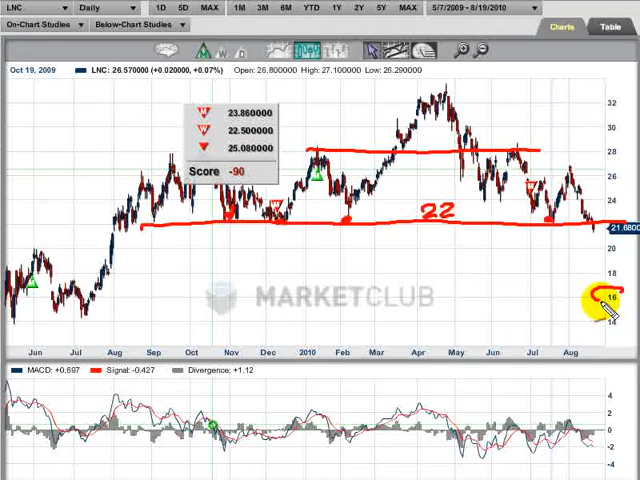 LNC Daily 1D 5D MAX 1M 3M 6M 1Y 2Y 5Y MAX 5/7/2009 - 8/19/2010
On-Chart Studies Below-Chart Studies Charts Table
M W D
Oct 19, 2009 LNC: 26.570000 (+0.020000, +0.07%) Open: 26.800000 High: 27.100000 Low: 26.290000
M 23.860000
W 22.500000
25.080000
Score -90
32
30
28
26
24
22
21.6800
20
18
16
14
MARKETCLUB
Jun Jul Aug Sep Oct Nov Dec 2010 Feb Mar Apr May Jun Jul Aug
MACD: +0.697 Signal: -0.427 Divergence: +1.12
4
2
0
-2
-4